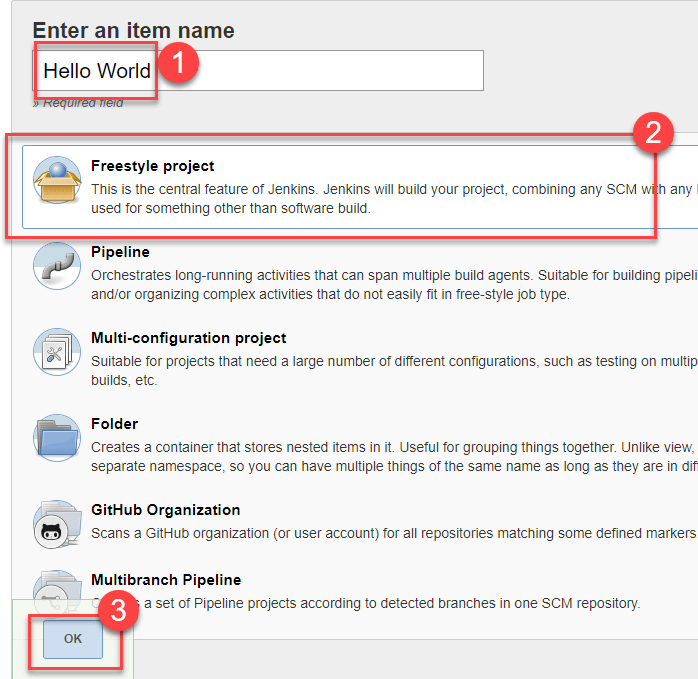 Enter an item name
Hello World
1
» Required field
2
Freestyle project
This is the central feature of Jenkins. Jenkins will build your project, combining any SCM with any
used for something other than software build.
Pipeline
Orchestrates long-running activities that can span multiple build agents. Suitable for building pipeli
and/or organizing complex activities that do not easily fit in free-style job type.
Multi-configuration project
Suitable for projects that need a large number of different configurations, such as testing on multip
builds, etc.
Folder
Creates a container that stores nested items in it. Useful for grouping things together. Unlike view,
separate namespace, so you can have multiple things of the same name as long as they are in diff
GitHub Organization
Scans a GitHub organization (or user account) for all repositories matching some defined markers
Multibranch Pipeline
a set of Pipeline projects according to detected branches in one SCM repository.
3
OK